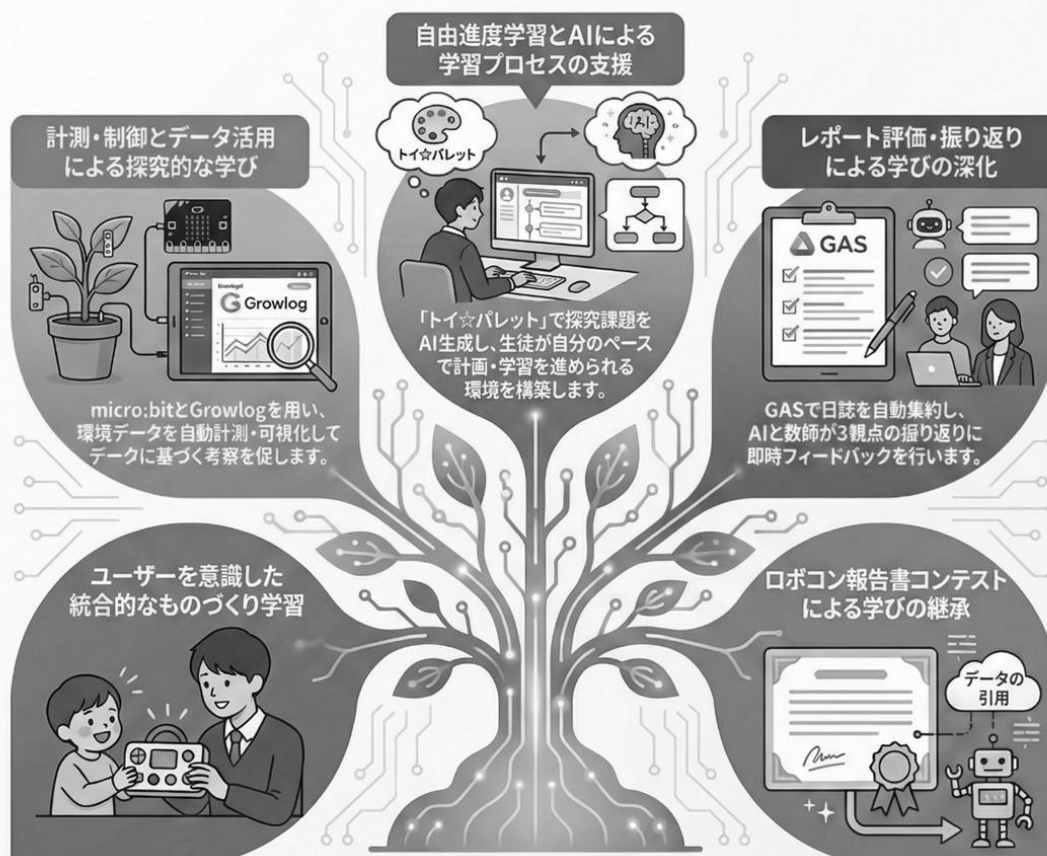 自由進度学習とAIによる
学習プロセスの支援
トイ☆パレット
「トイ☆パレット」で探究課題を
AI生成し、生徒が自分のペース
で計画・学習を進められる
環境を構築します。
計測・制御とデータ活用
による探究的な学び
Growlog
micro:bitとGrowlogを用い、
環境データを自動計測・可視化して
データに基づく考察を促します。
レポート評価・振り返り
による学びの深化
GAS
GASで日誌を自動集約し、
AIと教師が3観点の振り返りに
即時フィードバックを行います。
ユーザーを意識した
統合的なものづくり学習
ロボコン報告書コンテスト
による学びの継承
データの
引用